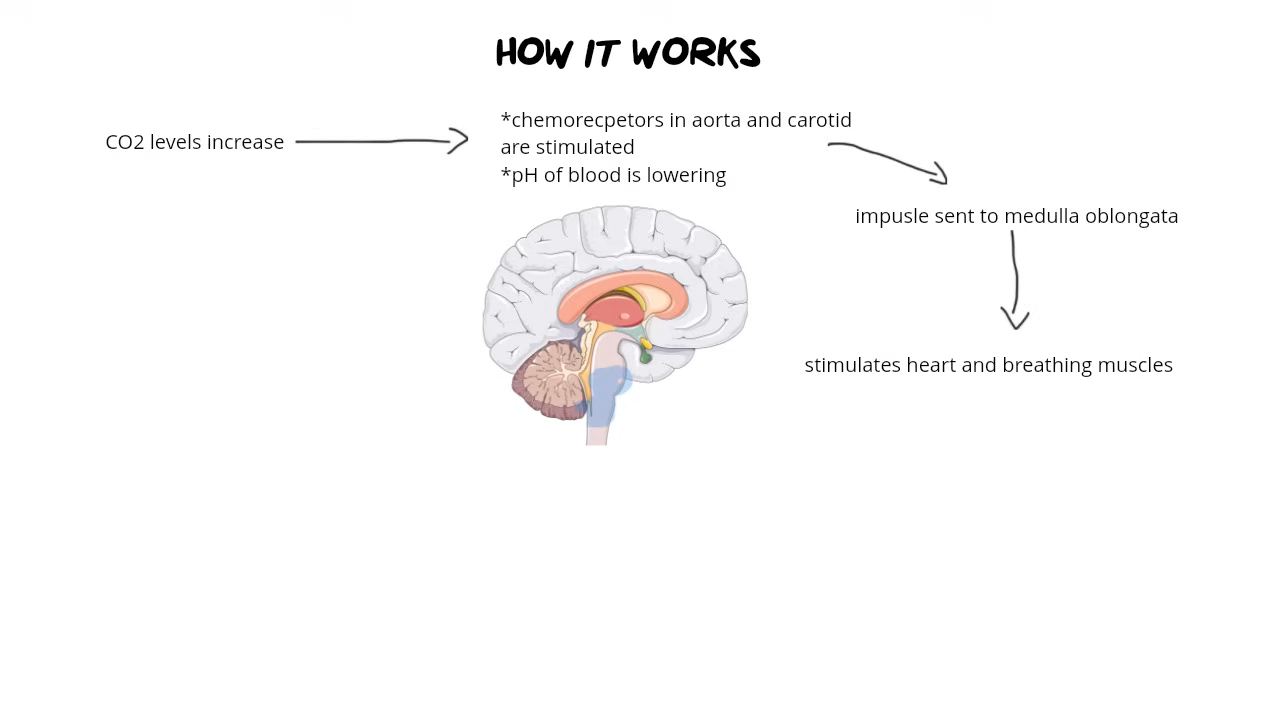 HOW IT WORKS
CO2 levels increase
*chemorecpetors in aorta and carotid
are stimulated
*pH of blood is lowering
impusle sent to medulla oblongata
stimulates heart and breathing muscles